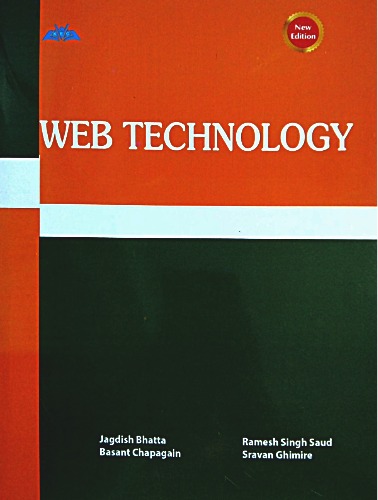 New
Edition
WEB TECHNOLOGY
Jagdish Bhatta
Basant Chapagain
Ramesh Singh Saud
Sravan Ghimire